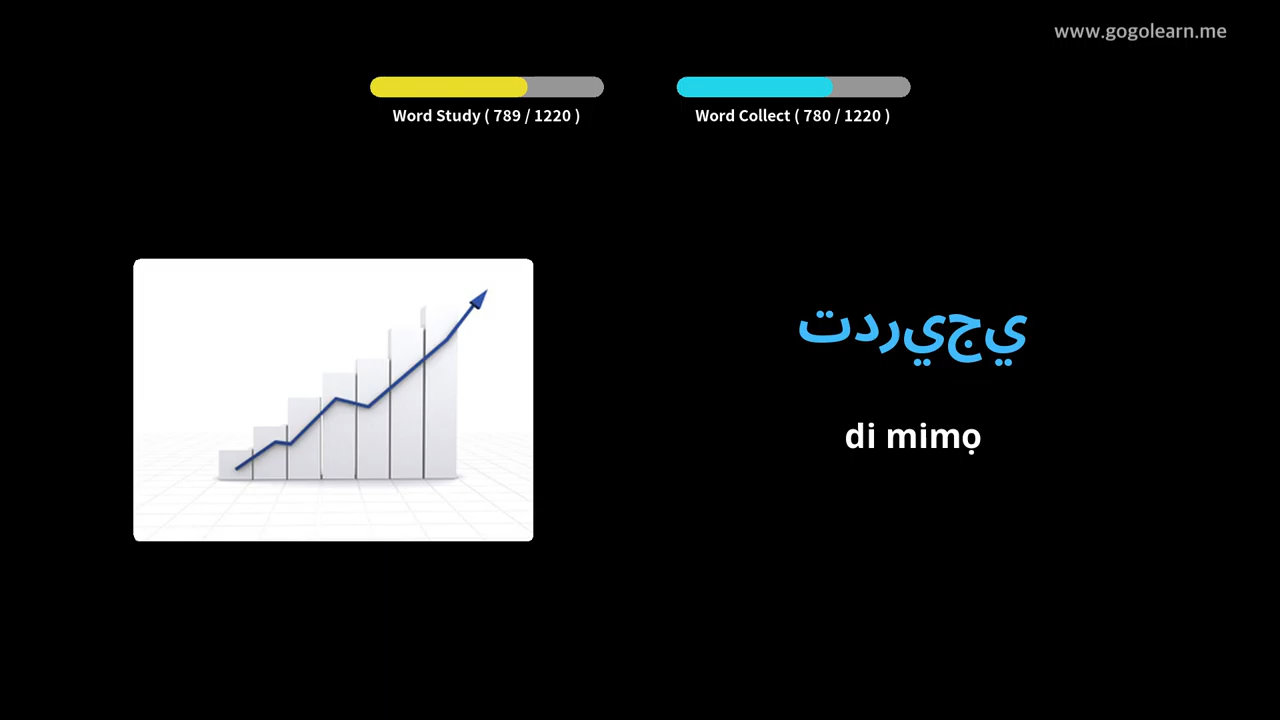 www.gogolearn.me
Word Study ( 789 / 1220 )
Word Collect ( 780 / 1220 )
تدريجي
di mimọ